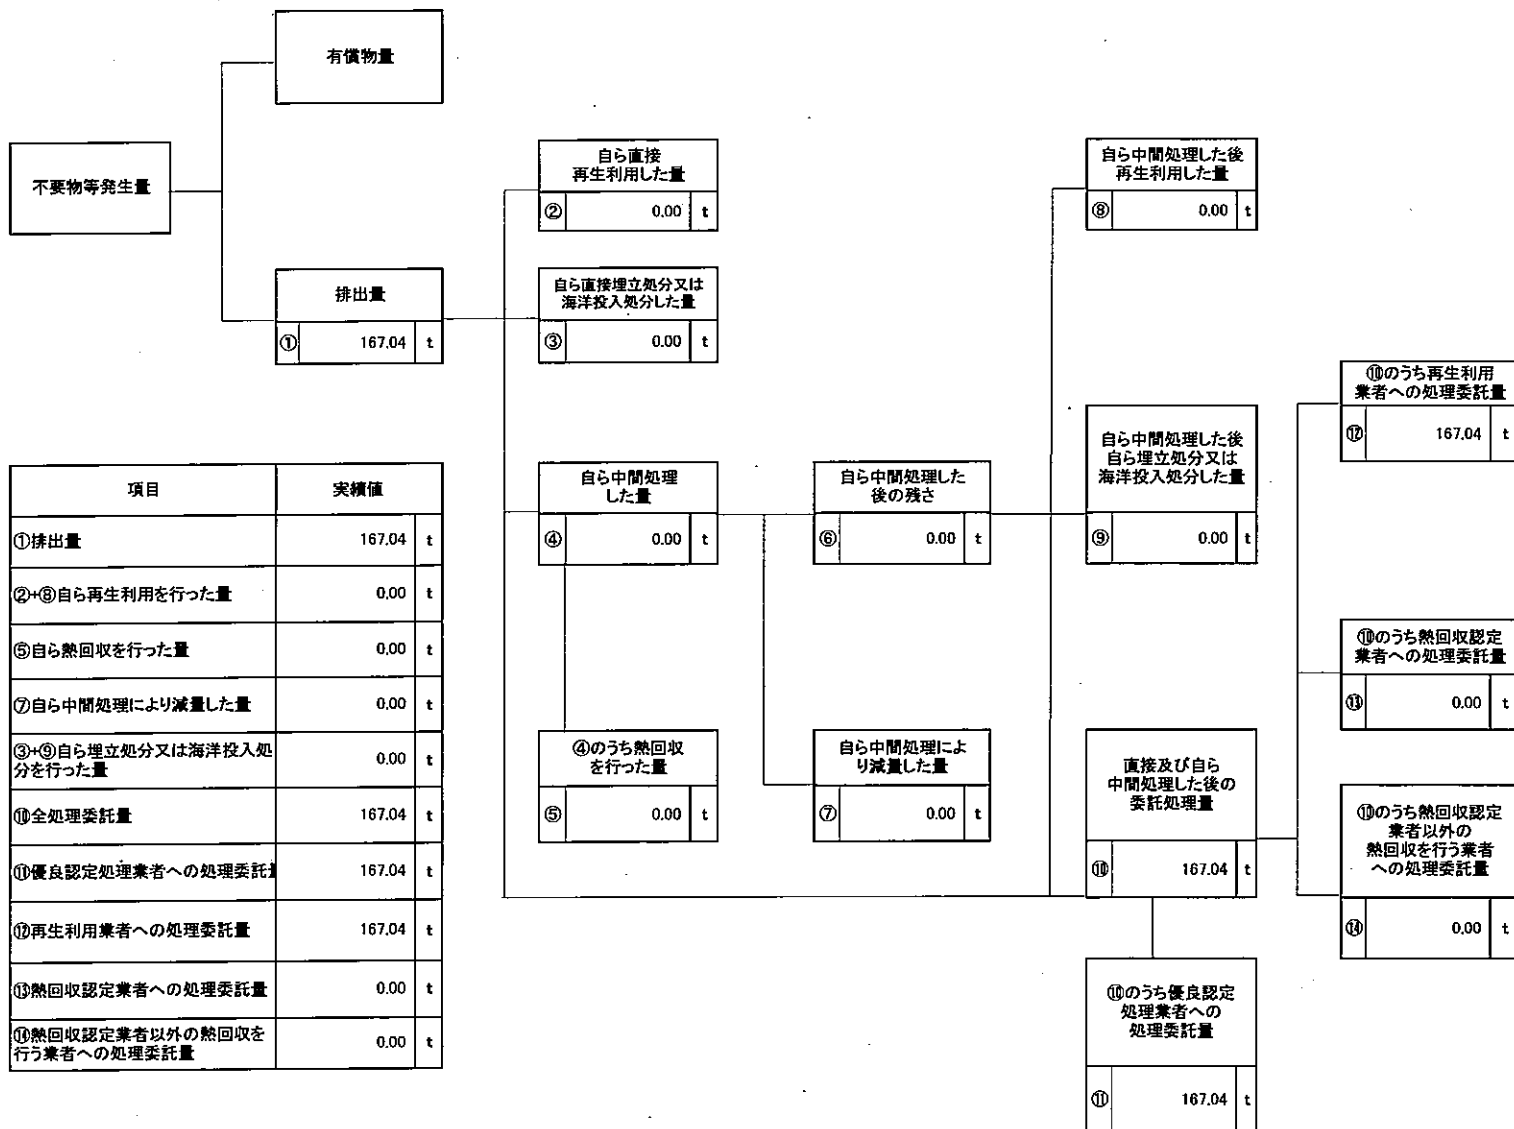 有償物量
不要物等発生量
排出量
① 167.04 t
自ら直接
再生利用した量
② 0.00 t
自ら直接埋立処分又は
海洋投入処分した量
③ 0.00 t
自ら中間処理
した量
④ 0.00 t
④のうち熱回収
を行った量
⑤ 0.00 t
自ら中間処理した
後の残さ
⑥ 0.00 t
自ら中間処理によ
り減量した量
⑦ 0.00 t
自ら中間処理した後
再生利用した量
⑧ 0.00 t
自ら中間処理した後
自ら埋立処分又は
海洋投入処分した量
⑨ 0.00 t
直接及び自ら
中間処理した後の
委託処理量
⑩ 167.04 t
⑩のうち優良認定
処理業者への
処理委託量
⑪ 167.04 t
⑩のうち再生利用
業者への処理委託量
⑫ 167.04 t
⑩のうち熱回収認定
業者への処理委託量
⑬ 0.00 t
⑩のうち熱回収認定
業者以外の
熱回収を行う業者
への処理委託量
⑭ 0.00 t
項目 実績値
①排出量 167.04 t
②+⑧自ら再生利用を行った量 0.00 t
⑤自ら熱回収を行った量 0.00 t
⑦自ら中間処理により減量した量 0.00 t
③+⑨自ら埋立処分又は海洋投入処
分を行った量 0.00 t
⑩全処理委託量 167.04 t
⑪優良認定処理業者への処理委託 167.04 t
⑫再生利用業者への処理委託量 167.04 t
⑬熱回収認定業者への処理委託量 0.00 t
⑭熱回収認定業者以外の熱回収を
行う業者への処理委託量 0.00 t